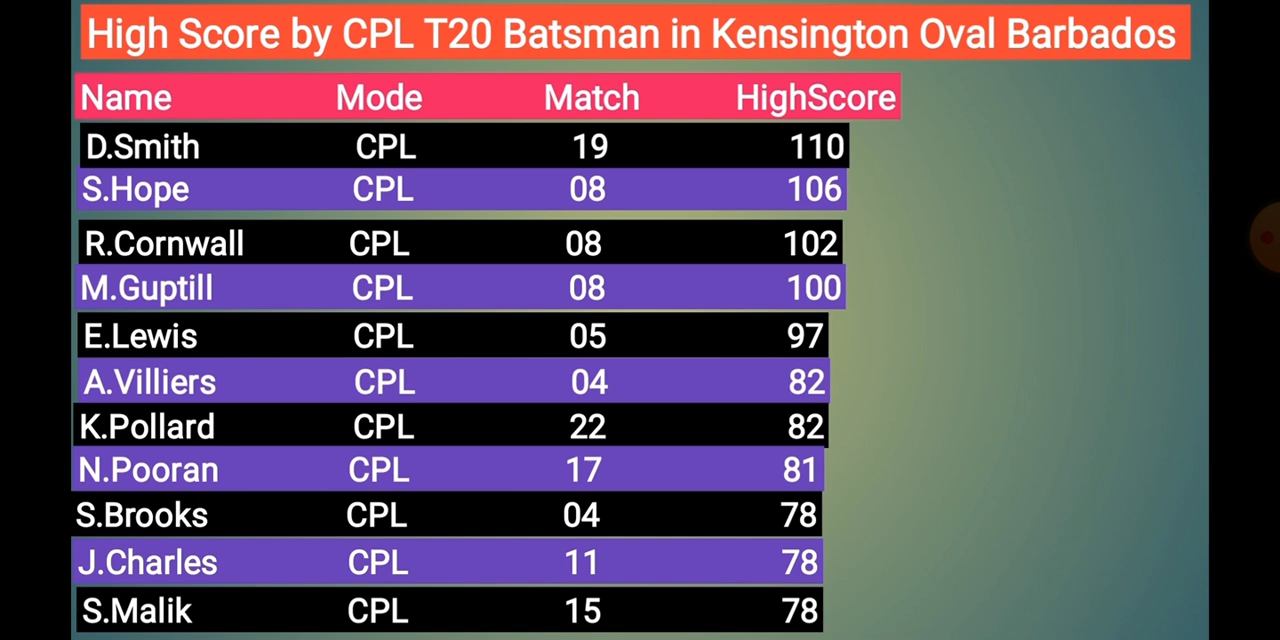 High Score by CPL T20 Batsman in Kensington Oval Barbados
Name Mode Match HighScore
D.Smith CPL 19 110
S.Hope CPL 08 106
R.Cornwall CPL 08 102
M.Guptill CPL 08 100
E.Lewis CPL 05 97
A.Villiers CPL 04 82
K.Pollard CPL 22 82
N.Pooran CPL 17 81
S.Brooks CPL 04 78
J.Charles CPL 11 78
S.Malik CPL 15 78